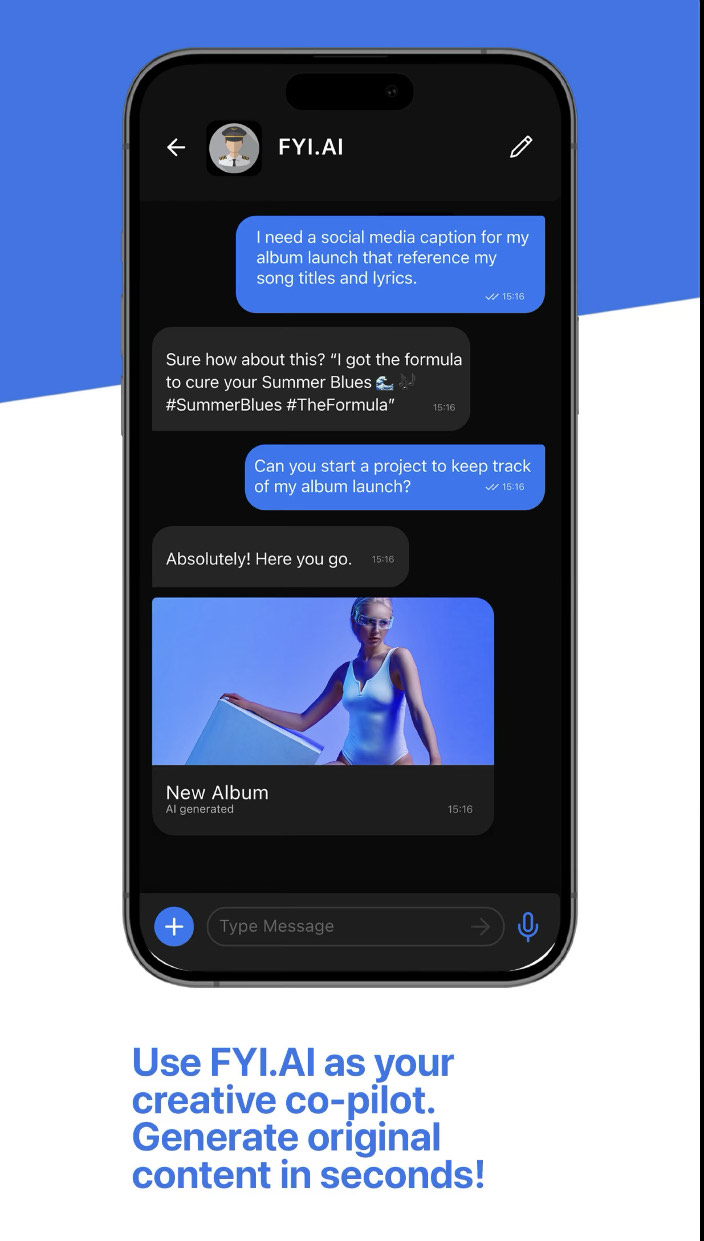 FYI.AI
I need a social media caption for my
album launch that reference my
song titles and lyrics.
15:16
Sure how about this? “I got the formula
to cure your Summer Blues 🌊 🎶
#SummerBlues #TheFormula”
15:16
Can you start a project to keep track
of my album launch?
15:16
Absolutely! Here you go.
15:16
New Album
AI generated
15:16
Type Message
Use FYI.AI as your
creative co-pilot.
Generate original
content in seconds!